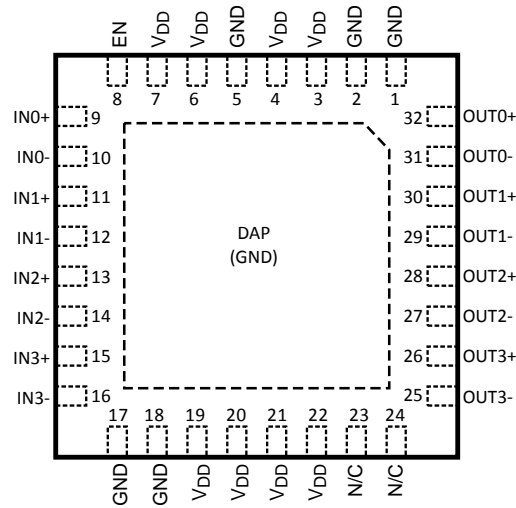 EN VDD VDD GND VDD VDD GND GND
8 7 6 5 4 3 2 1
IN0+ 9 32 OUT0+
IN0- 10 31 OUT0-
IN1+ 11 30 OUT1+
IN1- 12 29 OUT1-
DAP
(GND)
IN2+ 13 28 OUT2+
IN2- 14 27 OUT2-
IN3+ 15 26 OUT3+
IN3- 16 25 OUT3-
17 18 19 20 21 22 23 24
GND GND VDD VDD VDD VDD N/C N/C